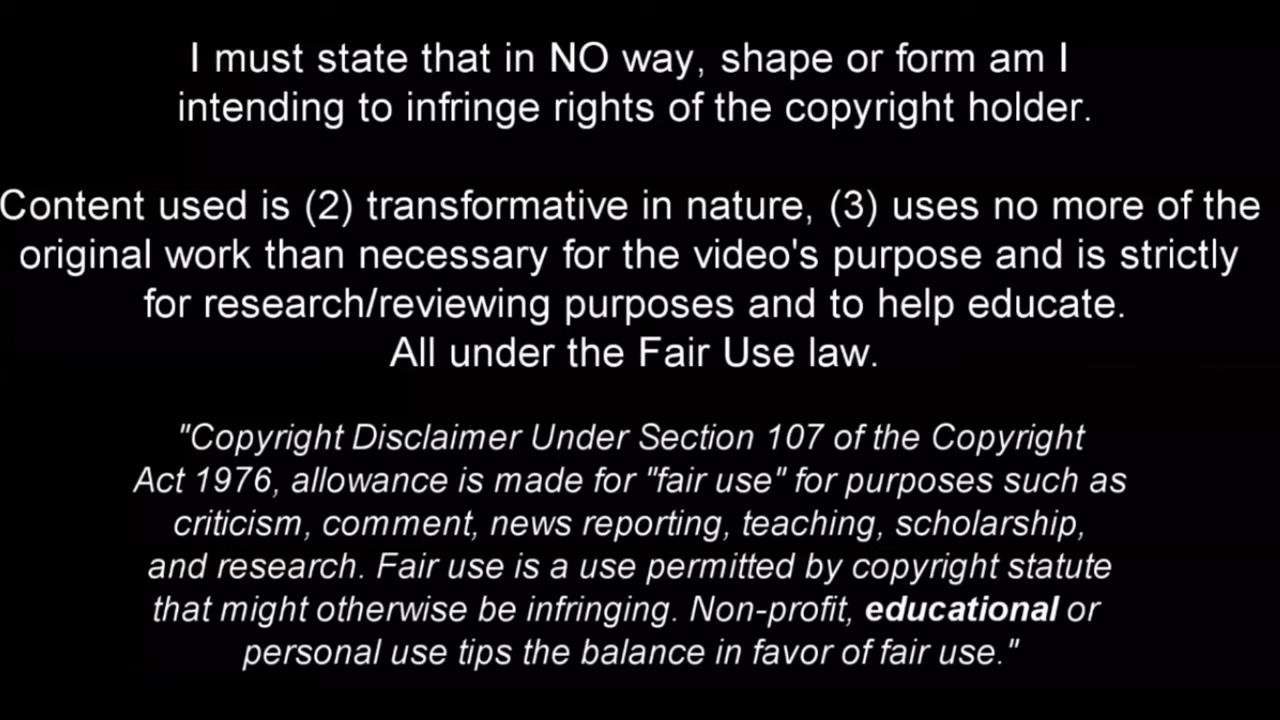 I must state that in NO way, shape or form am I
intending to infringe rights of the copyright holder.
Content used is (2) transformative in nature, (3) uses no more of the
original work than necessary for the video's purpose and is strictly
for research/reviewing purposes and to help educate.
All under the Fair Use law.
"Copyright Disclaimer Under Section 107 of the Copyright
Act 1976, allowance is made for "fair use" for purposes such as
criticism, comment, news reporting, teaching, scholarship,
and research. Fair use is a use permitted by copyright statute
that might otherwise be infringing. Non-profit, educational or
personal use tips the balance in favor of fair use."